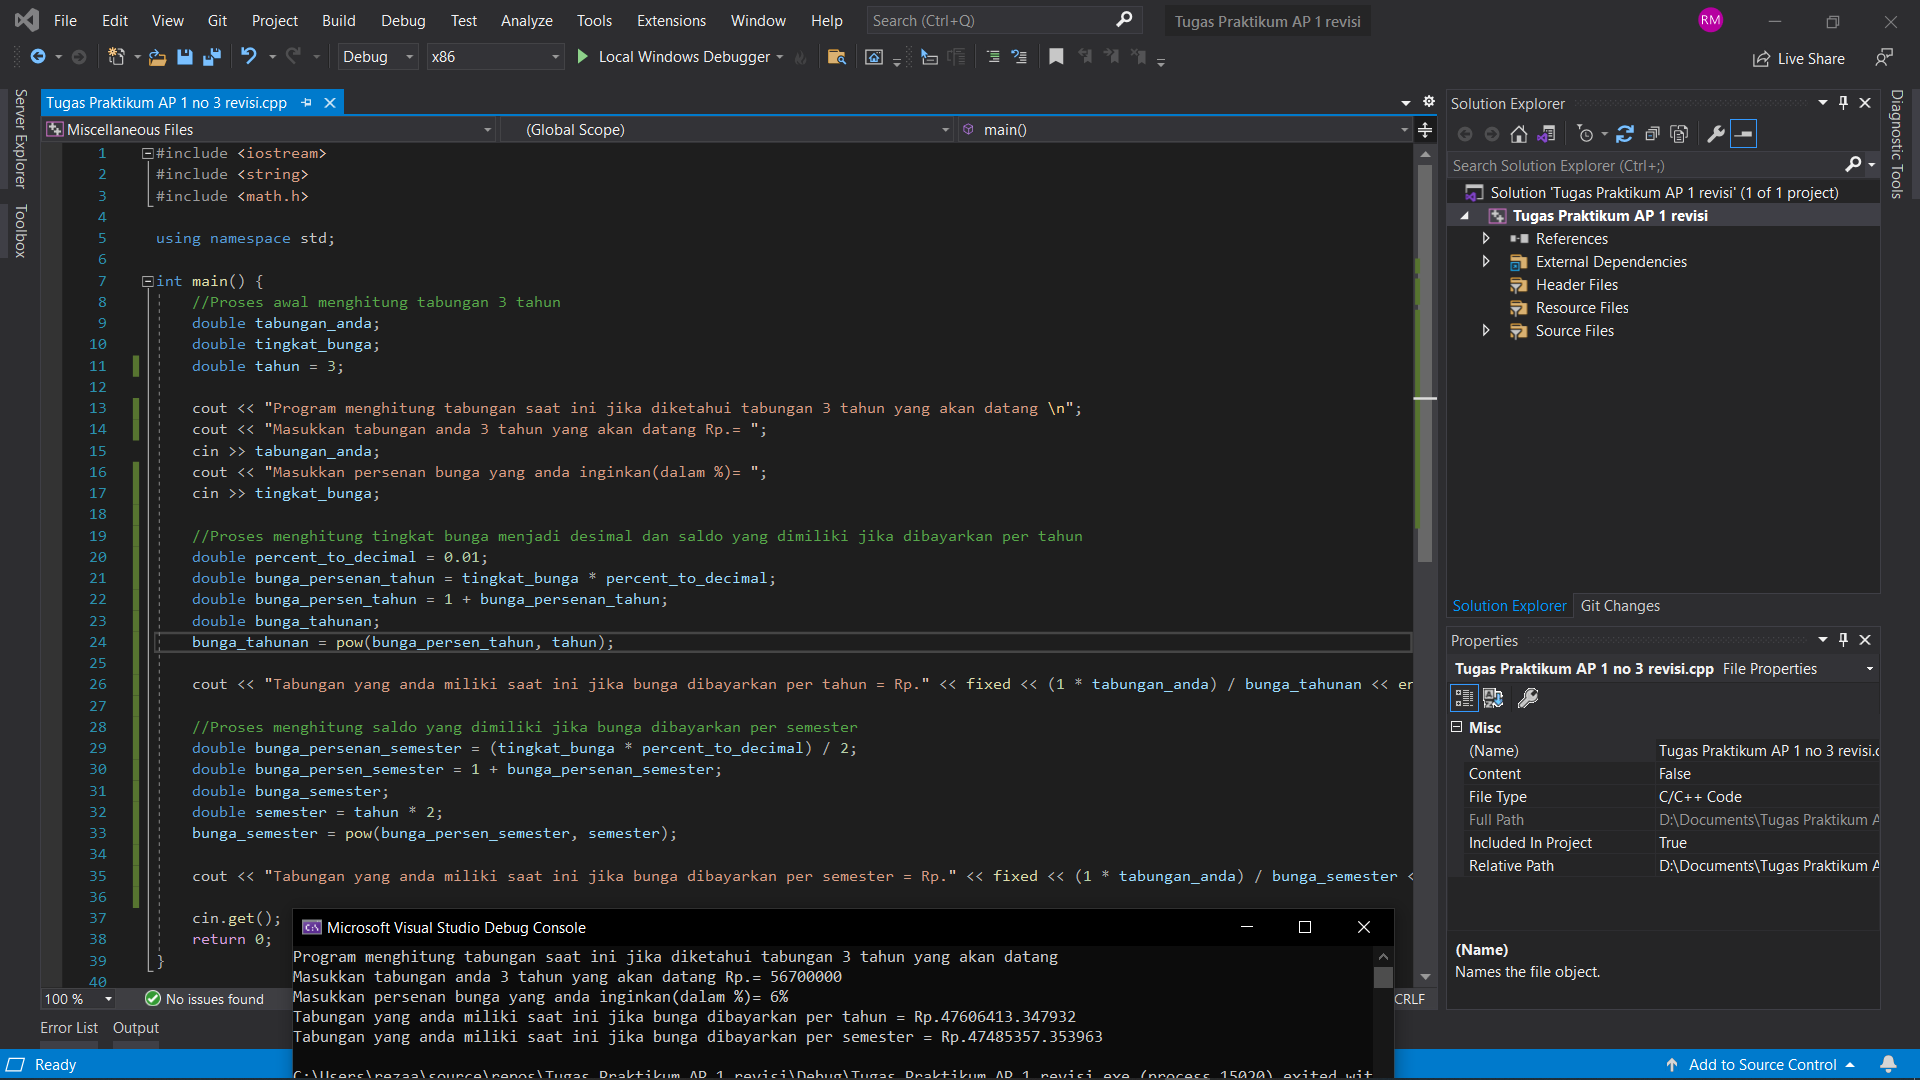 File Edit View Git Project Build Debug Test Analyze Tools Extensions Window Help Search (Ctrl+Q) Tugas Praktikum AP 1 revisi RM
Debug x86 Local Windows Debugger Live Share
Server Explorer
Toolbox
Tugas Praktikum AP 1 no 3 revisi.cpp
Miscellaneous Files (Global Scope) main()
1 #include <iostream>
2 #include <string>
3 #include <math.h>
4
5 using namespace std;
6
7 int main() {
8 //Proses awal menghitung tabungan 3 tahun
9 double tabungan_anda;
10 double tingkat_bunga;
11 double tahun = 3;
12
13 cout << "Program menghitung tabungan saat ini jika diketahui tabungan 3 tahun yang akan datang \n";
14 cout << "Masukkan tabungan anda 3 tahun yang akan datang Rp.= ";
15 cin >> tabungan_anda;
16 cout << "Masukkan persenan bunga yang anda inginkan(dalam %)= ";
17 cin >> tingkat_bunga;
18
19 //Proses menghitung tingkat bunga menjadi desimal dan saldo yang dimiliki jika dibayarkan per tahun
20 double percent_to_decimal = 0.01;
21 double bunga_persenan_tahun = tingkat_bunga * percent_to_decimal;
22 double bunga_persen_tahun = 1 + bunga_persenan_tahun;
23 double bunga_tahunan;
24 bunga_tahunan = pow(bunga_persen_tahun, tahun);
25
26 cout << "Tabungan yang anda miliki saat ini jika bunga dibayarkan per tahun = Rp." << fixed << (1 * tabungan_anda) / bunga_tahunan << en
27
28 //Proses menghitung saldo yang dimiliki jika bunga dibayarkan per semester
29 double bunga_persenan_semester = (tingkat_bunga * percent_to_decimal) / 2;
30 double bunga_persen_semester = 1 + bunga_persenan_semester;
31 double bunga_semester;
32 double semester = tahun * 2;
33 bunga_semester = pow(bunga_persen_semester, semester);
34
35 cout << "Tabungan yang anda miliki saat ini jika bunga dibayarkan per semester = Rp." << fixed << (1 * tabungan_anda) / bunga_semester <
36
37 cin.get();
38 return 0;
39 }
40
100 % No issues found CRLF
Microsoft Visual Studio Debug Console
Program menghitung tabungan saat ini jika diketahui tabungan 3 tahun yang akan datang
Masukkan tabungan anda 3 tahun yang akan datang Rp.= 56700000
Masukkan persenan bunga yang anda inginkan(dalam %)= 6%
Tabungan yang anda miliki saat ini jika bunga dibayarkan per tahun = Rp.47606413.347932
Tabungan yang anda miliki saat ini jika bunga dibayarkan per semester = Rp.47485357.353963
C:\Users\rezaa\source\repos\Tugas Praktikum AP 1 revisi\Debug\Tugas Praktikum AP 1 revisi.exe (process 15020) exited wit
Error List Output
Ready
Add to Source Control
Solution Explorer
Search Solution Explorer (Ctrl+;)
Solution 'Tugas Praktikum AP 1 revisi' (1 of 1 project)
Tugas Praktikum AP 1 revisi
References
External Dependencies
Header Files
Resource Files
Source Files
Solution Explorer Git Changes
Properties
Tugas Praktikum AP 1 no 3 revisi.cpp File Properties
Misc
(Name) Tugas Praktikum AP 1 no 3 revisi.c
Content False
File Type C/C++ Code
Full Path D:\Documents\Tugas Praktikum A
Included In Project True
Relative Path D:\Documents\Tugas Praktikum A
(Name)
Names the file object.
Diagnostic Tools